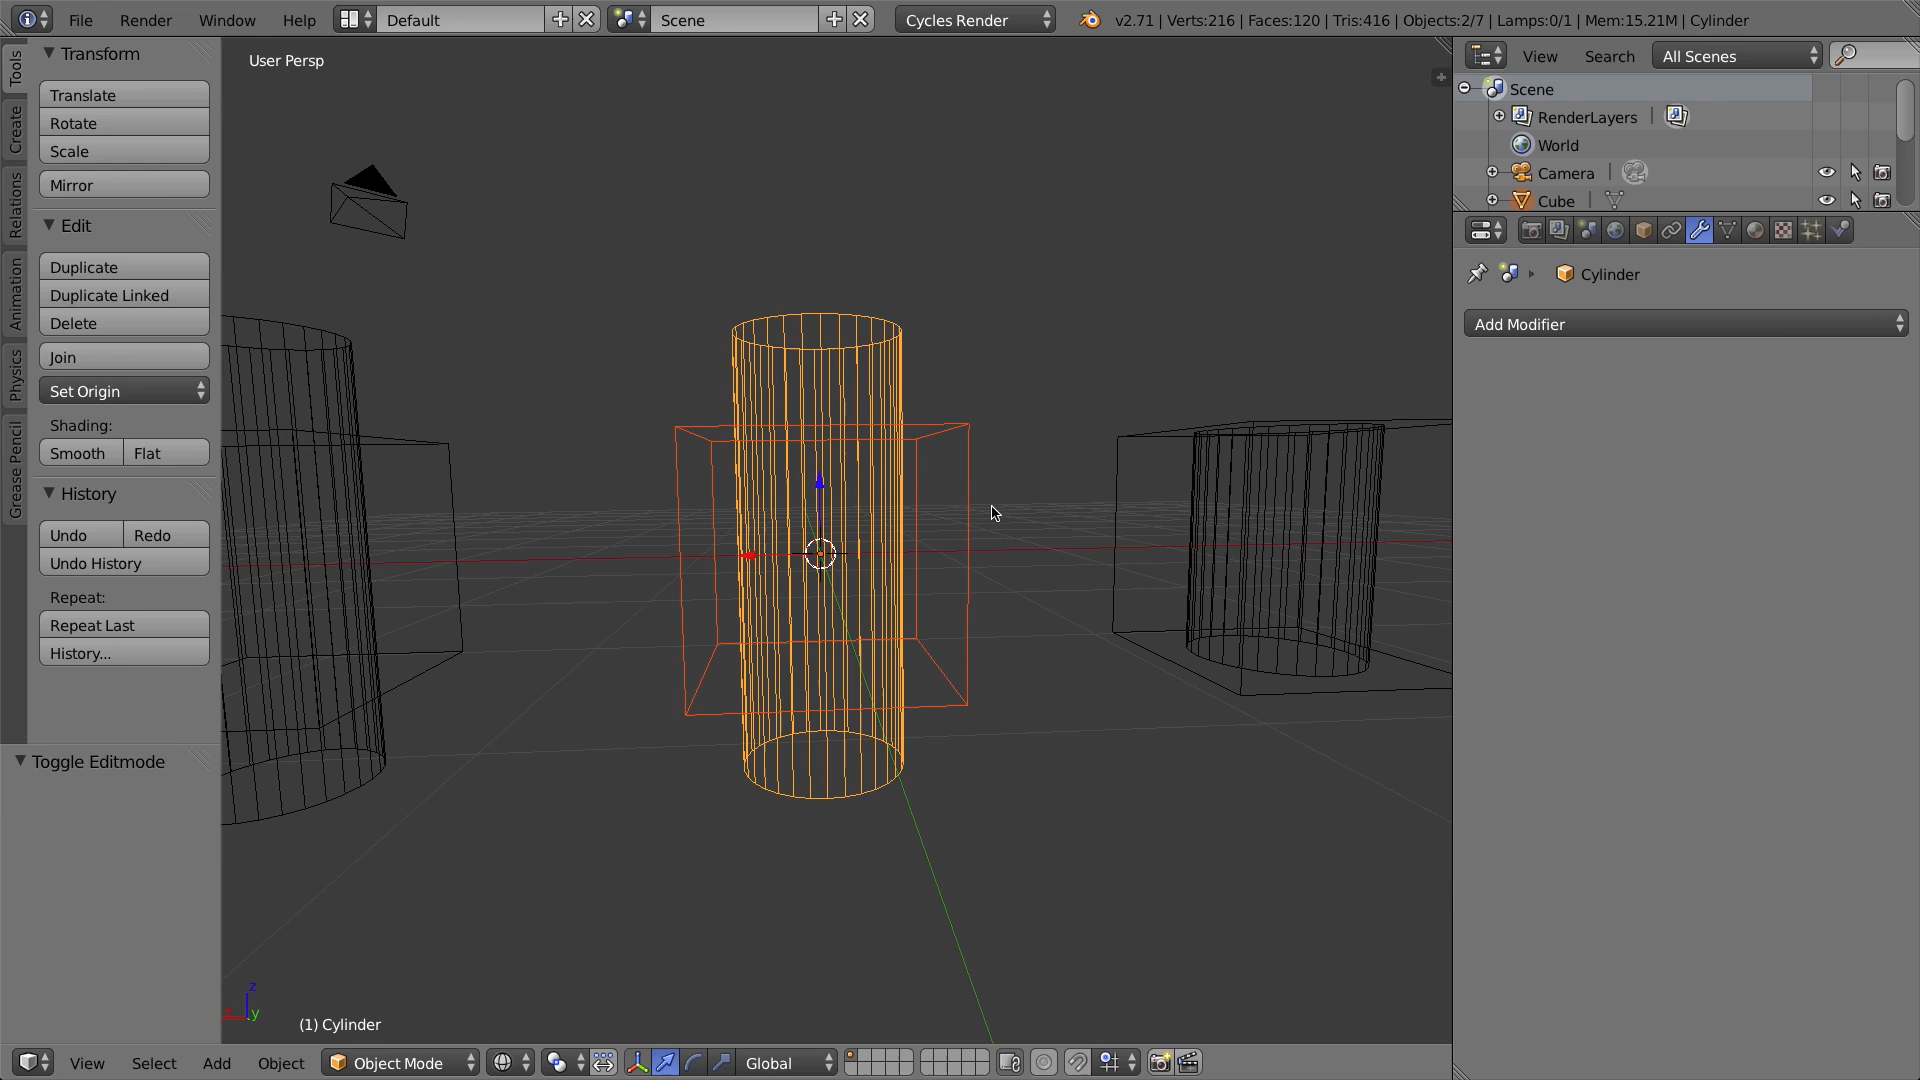 File Render Window Help Default Scene Cycles Render v2.71 | Verts:216 | Faces:120 | Tris:416 | Objects:2/7 | Lamps:0/1 | Mem:15.21M | Cylinder
Tools
Create
Relations
Animation
Physics
Grease Pencil
Transform
Translate
Rotate
Scale
Mirror
Edit
Duplicate
Duplicate Linked
Delete
Join
Set Origin
Shading:
Smooth Flat
History
Undo Redo
Undo History
Repeat:
Repeat Last
History...
Toggle Editmode
User Persp
z
x y
(1) Cylinder
View Select Add Object Object Mode Global
View Search All Scenes
Scene
RenderLayers |
World
Camera |
Cube |
Cylinder
Add Modifier